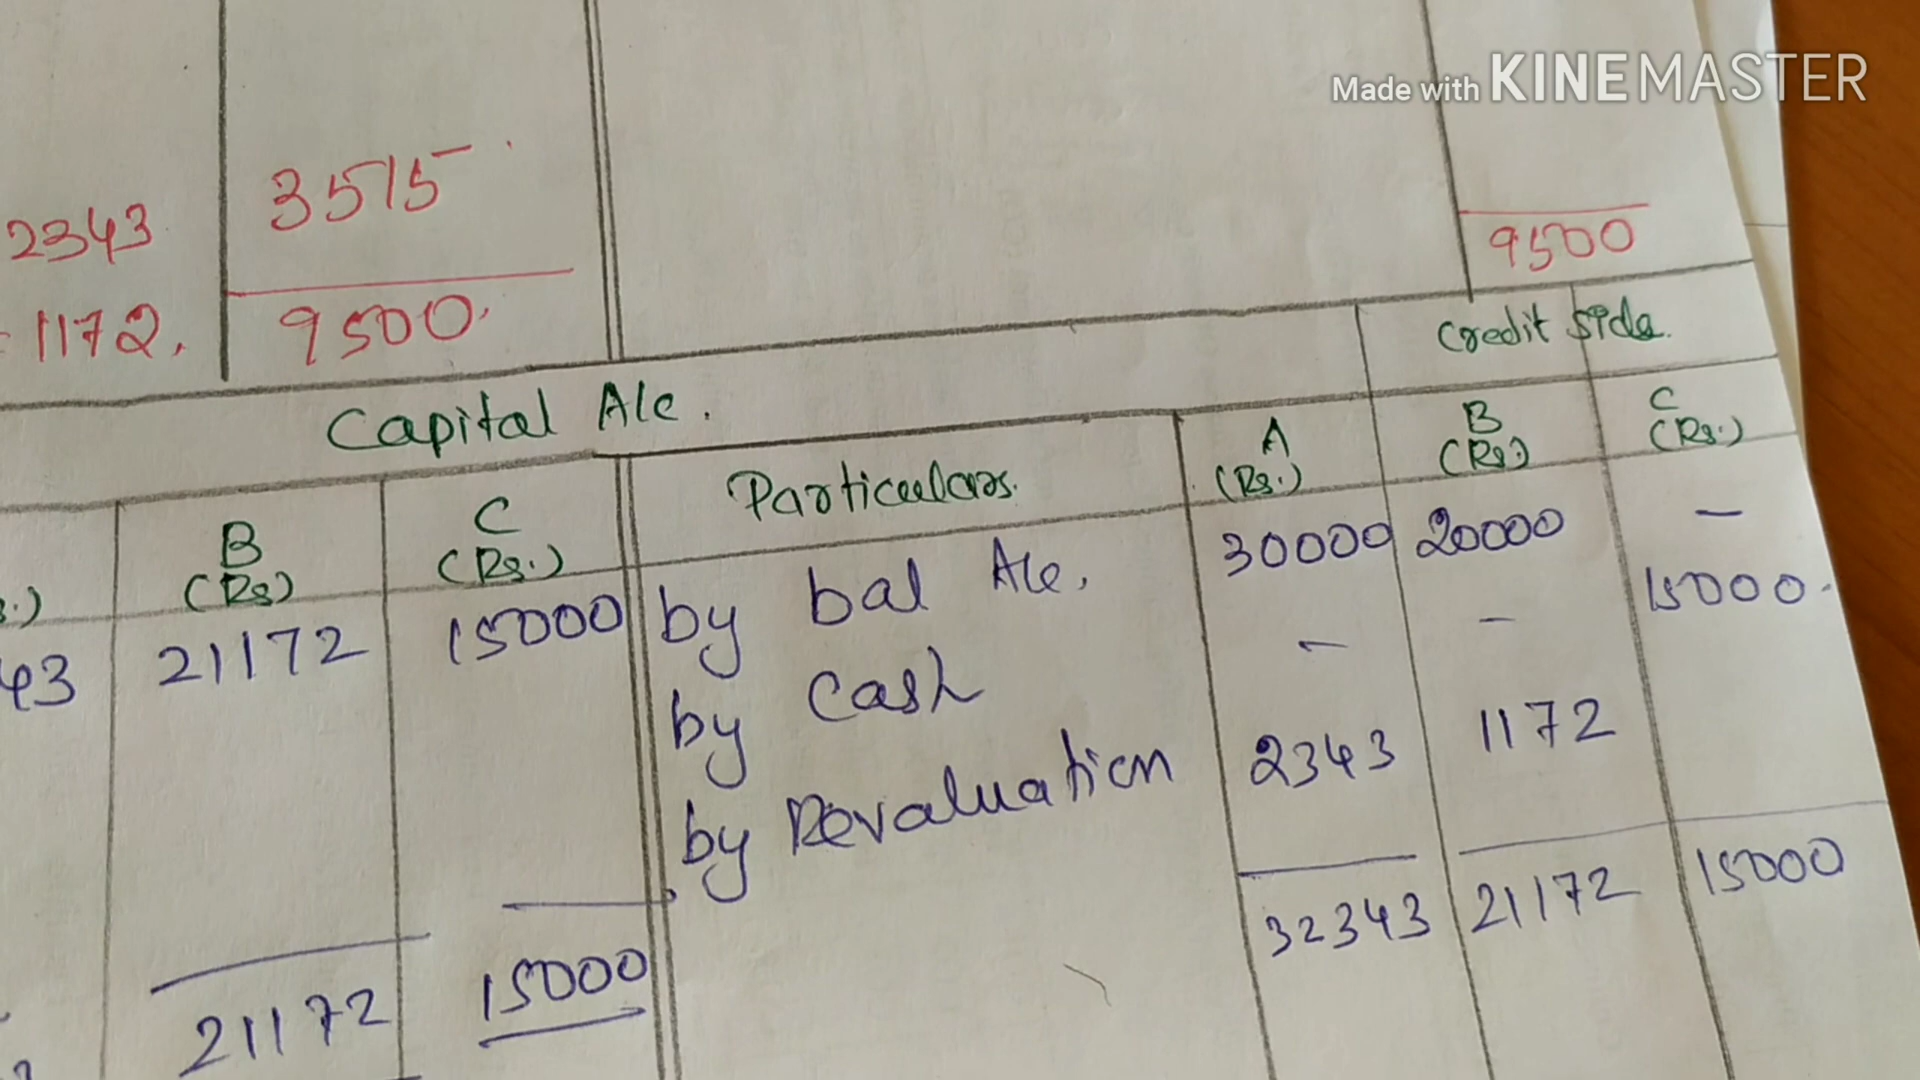 Made with KINEMASTER
3515
2343
9500
1172.
9500.
Credit Side.
Capital A/c.
B C Particulars. A B C
(Rs) (Rs.) (Rs.) (Rs.) (Rs.)
43 21172 15000 by bal A/c. 30000 20000 —
by Cash — — 15000.
by Revaluation 2343 1172
21172 15000 32343 21172 15000